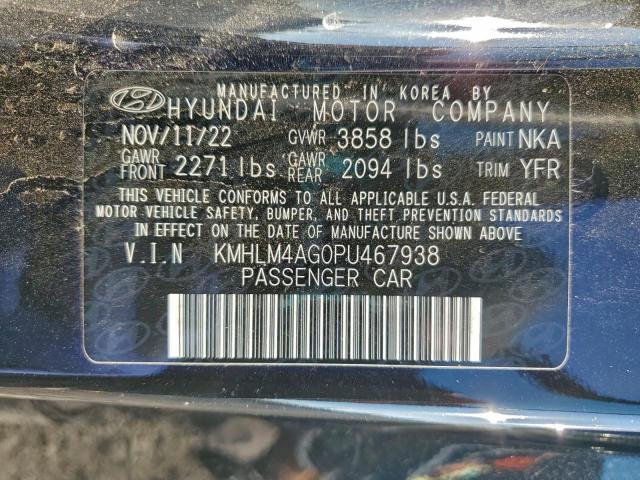 MANUFACTURED IN KOREA BY
HYUNDAI MOTOR COMPANY
NOV/11/22 GVWR 3858 lbs PAINT NKA
GAWR FRONT 2271 lbs GAWR REAR 2094 lbs TRIM YFR
THIS VEHICLE CONFORMS TO ALL APPLICABLE U.S.A. FEDERAL
MOTOR VEHICLE SAFETY, BUMPER, AND THEFT PREVENTION STANDARDS
IN EFFECT ON THE DATE OF MANUFACTURE SHOWN ABOVE.
V.I.N KMHLM4AG0PU467938
PASSENGER CAR